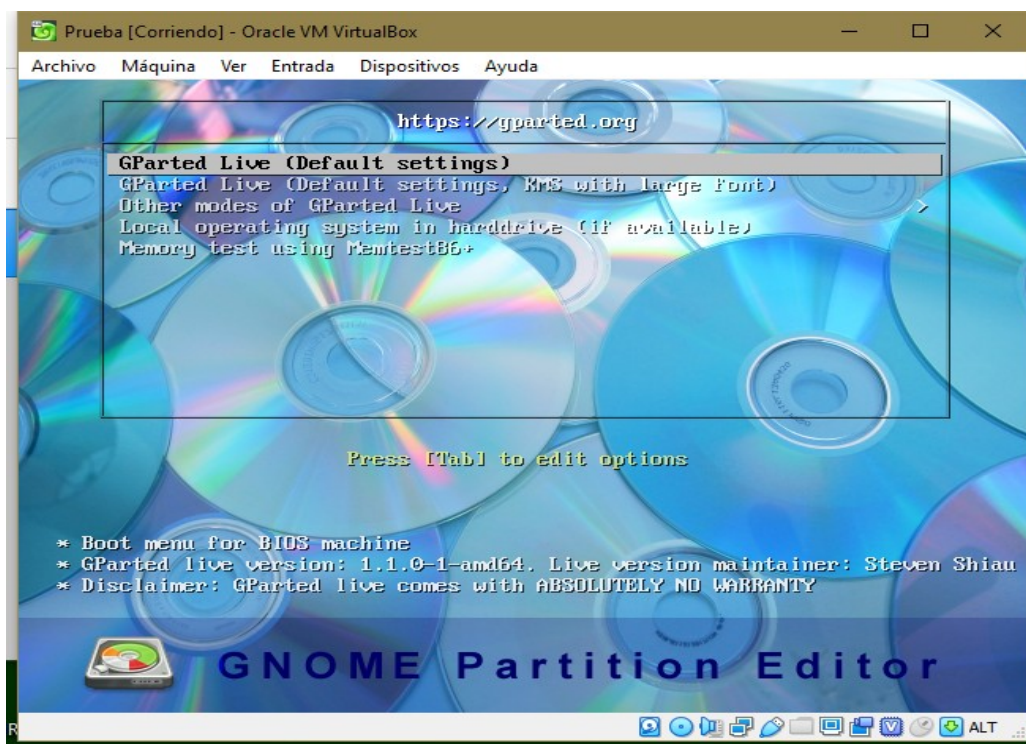 Prueba [Corriendo] - Oracle VM VirtualBox
Archivo Máquina Ver Entrada Dispositivos Ayuda
https://gparted.org
GParted Live (Default settings)
GParted Live (Default settings, KMS with large font)
Other modes of GParted Live >
Local operating system in harddrive (if available)
Memory test using Memtest86+
Press [Tab] to edit options
* Boot menu for BIOS machine
* GParted live version: 1.1.0-1-amd64. Live version maintainer: Steven Shiau
* Disclaimer: GParted live comes with ABSOLUTELY NO WARRANTY
GNOME Partition Editor
R
ALT